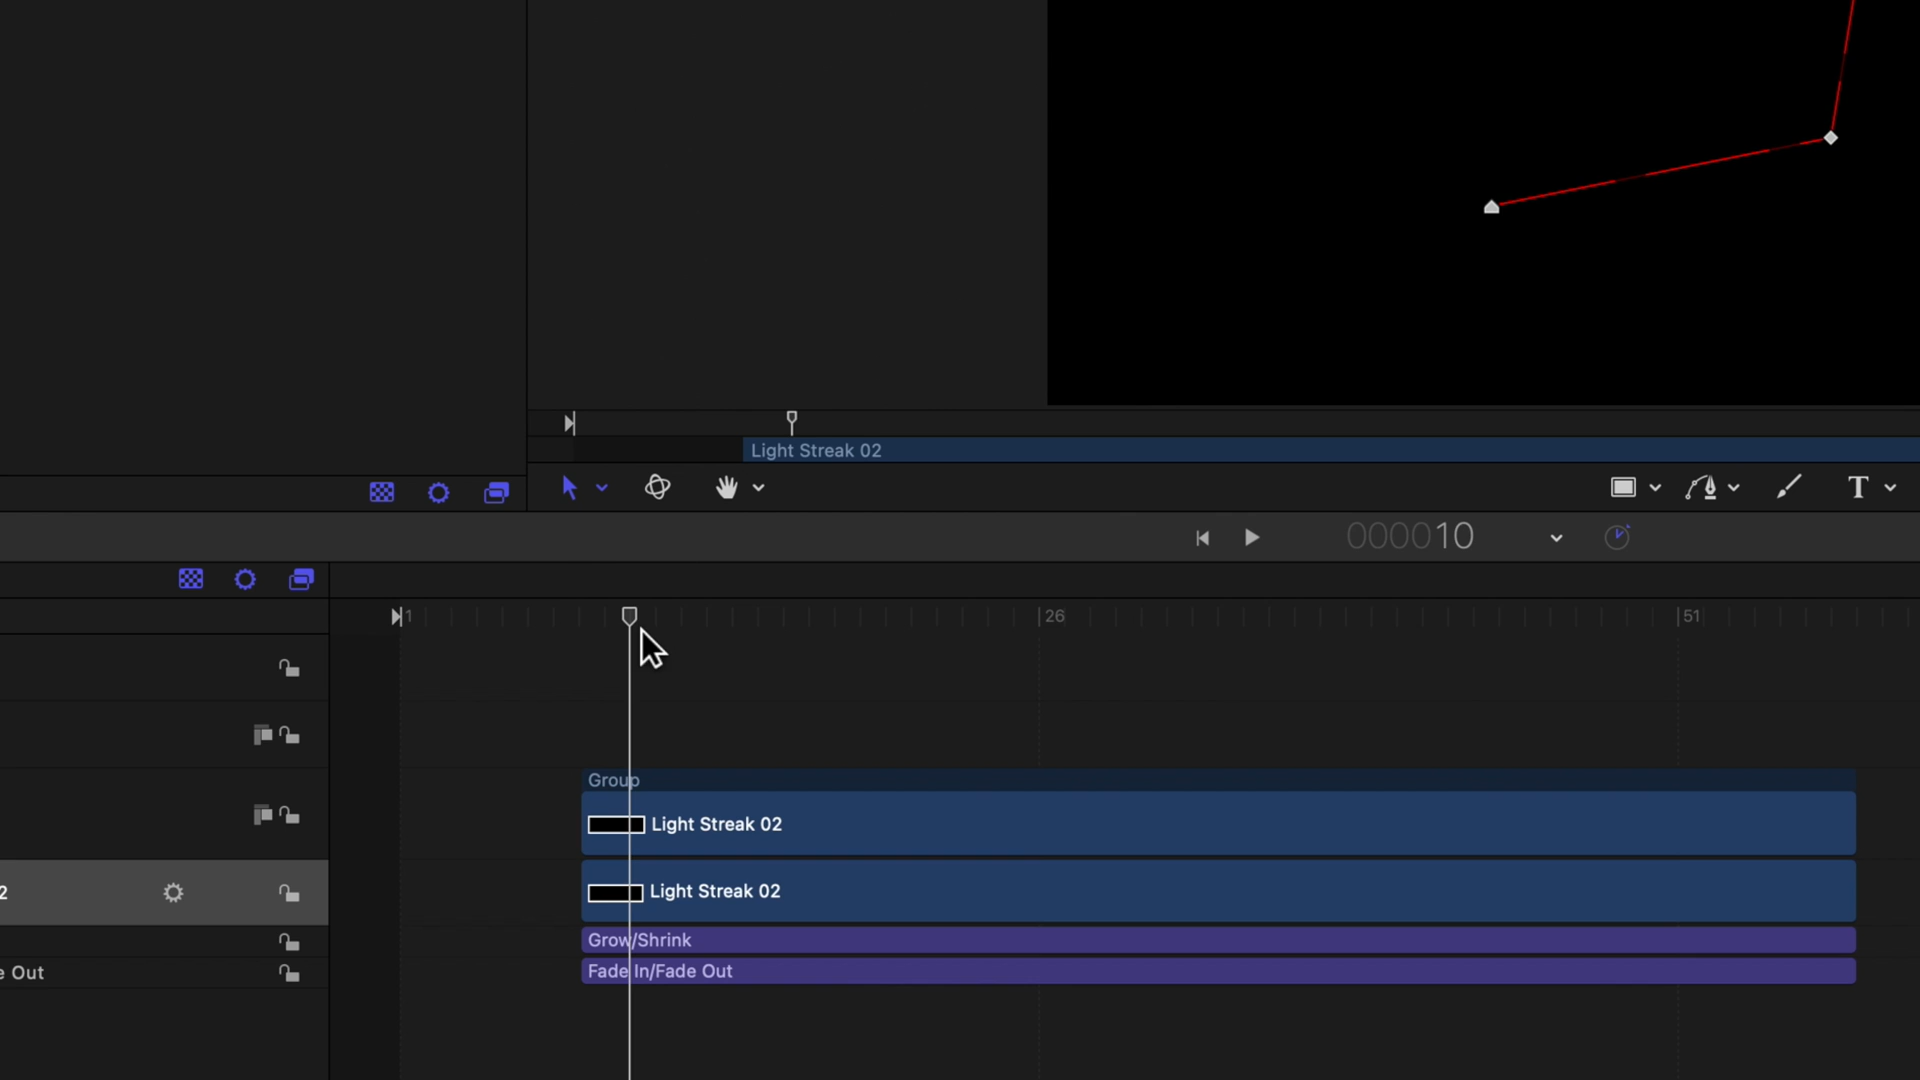 Light Streak 02
T
000010
1
26
51
Group
Light Streak 02
2
Light Streak 02
Grow/Shrink
e Out
Fade In/Fade Out